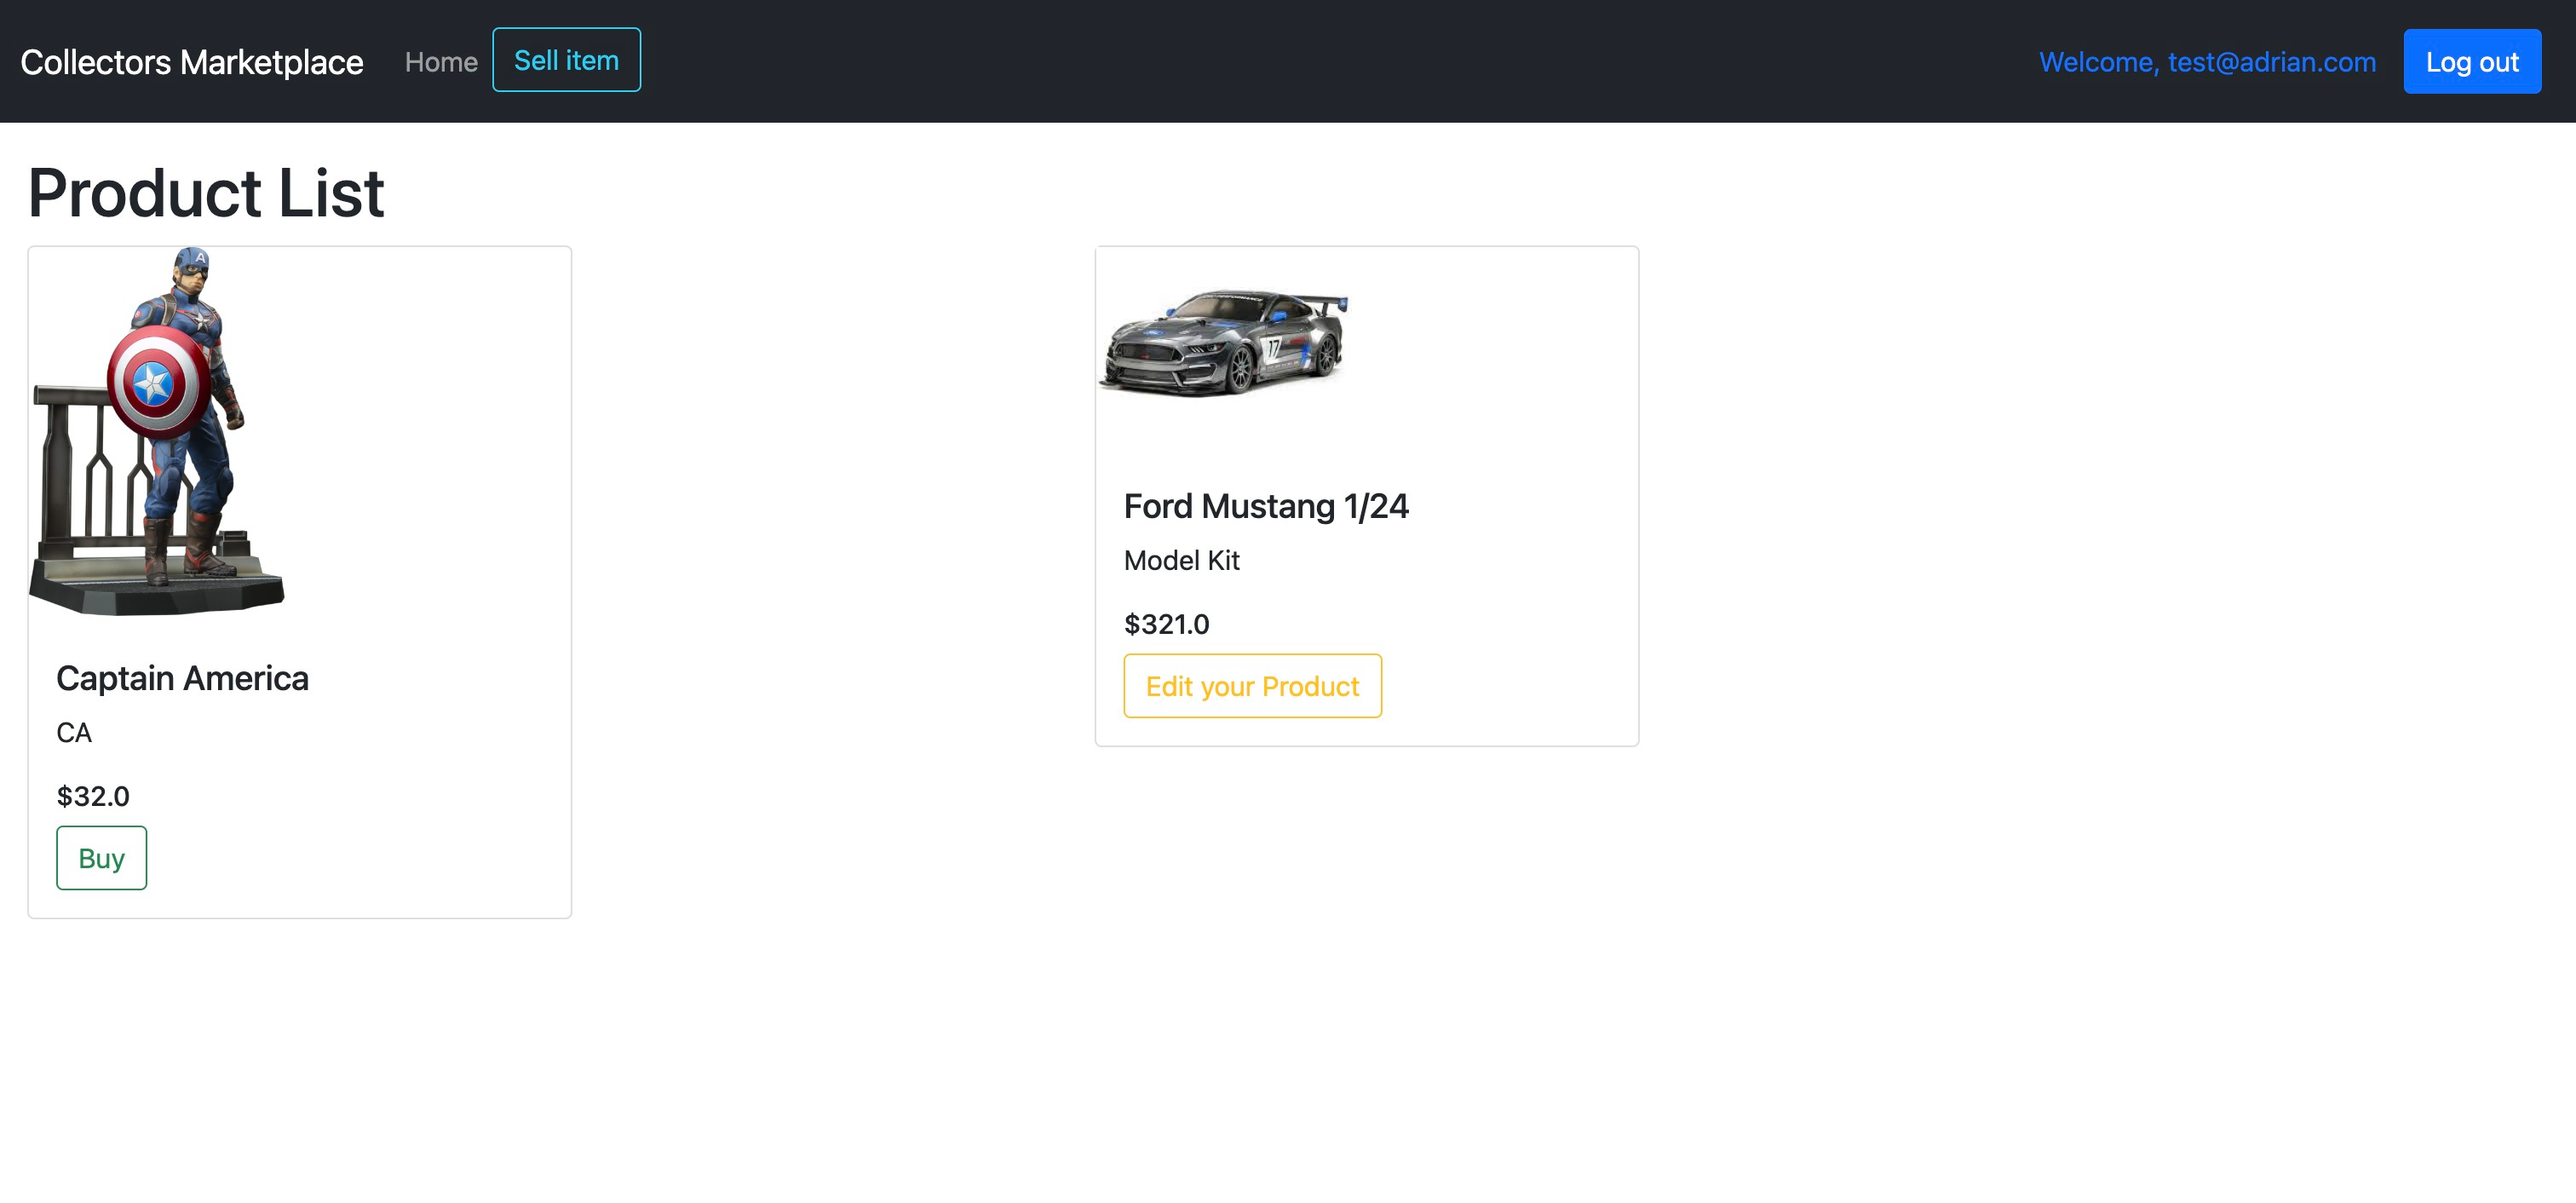 Collectors Marketplace Home Sell item Welcome, test@adrian.com Log out
Product List
A
Captain America
CA
$32.0
Buy
17
Ford Mustang 1/24
Model Kit
$321.0
Edit your Product